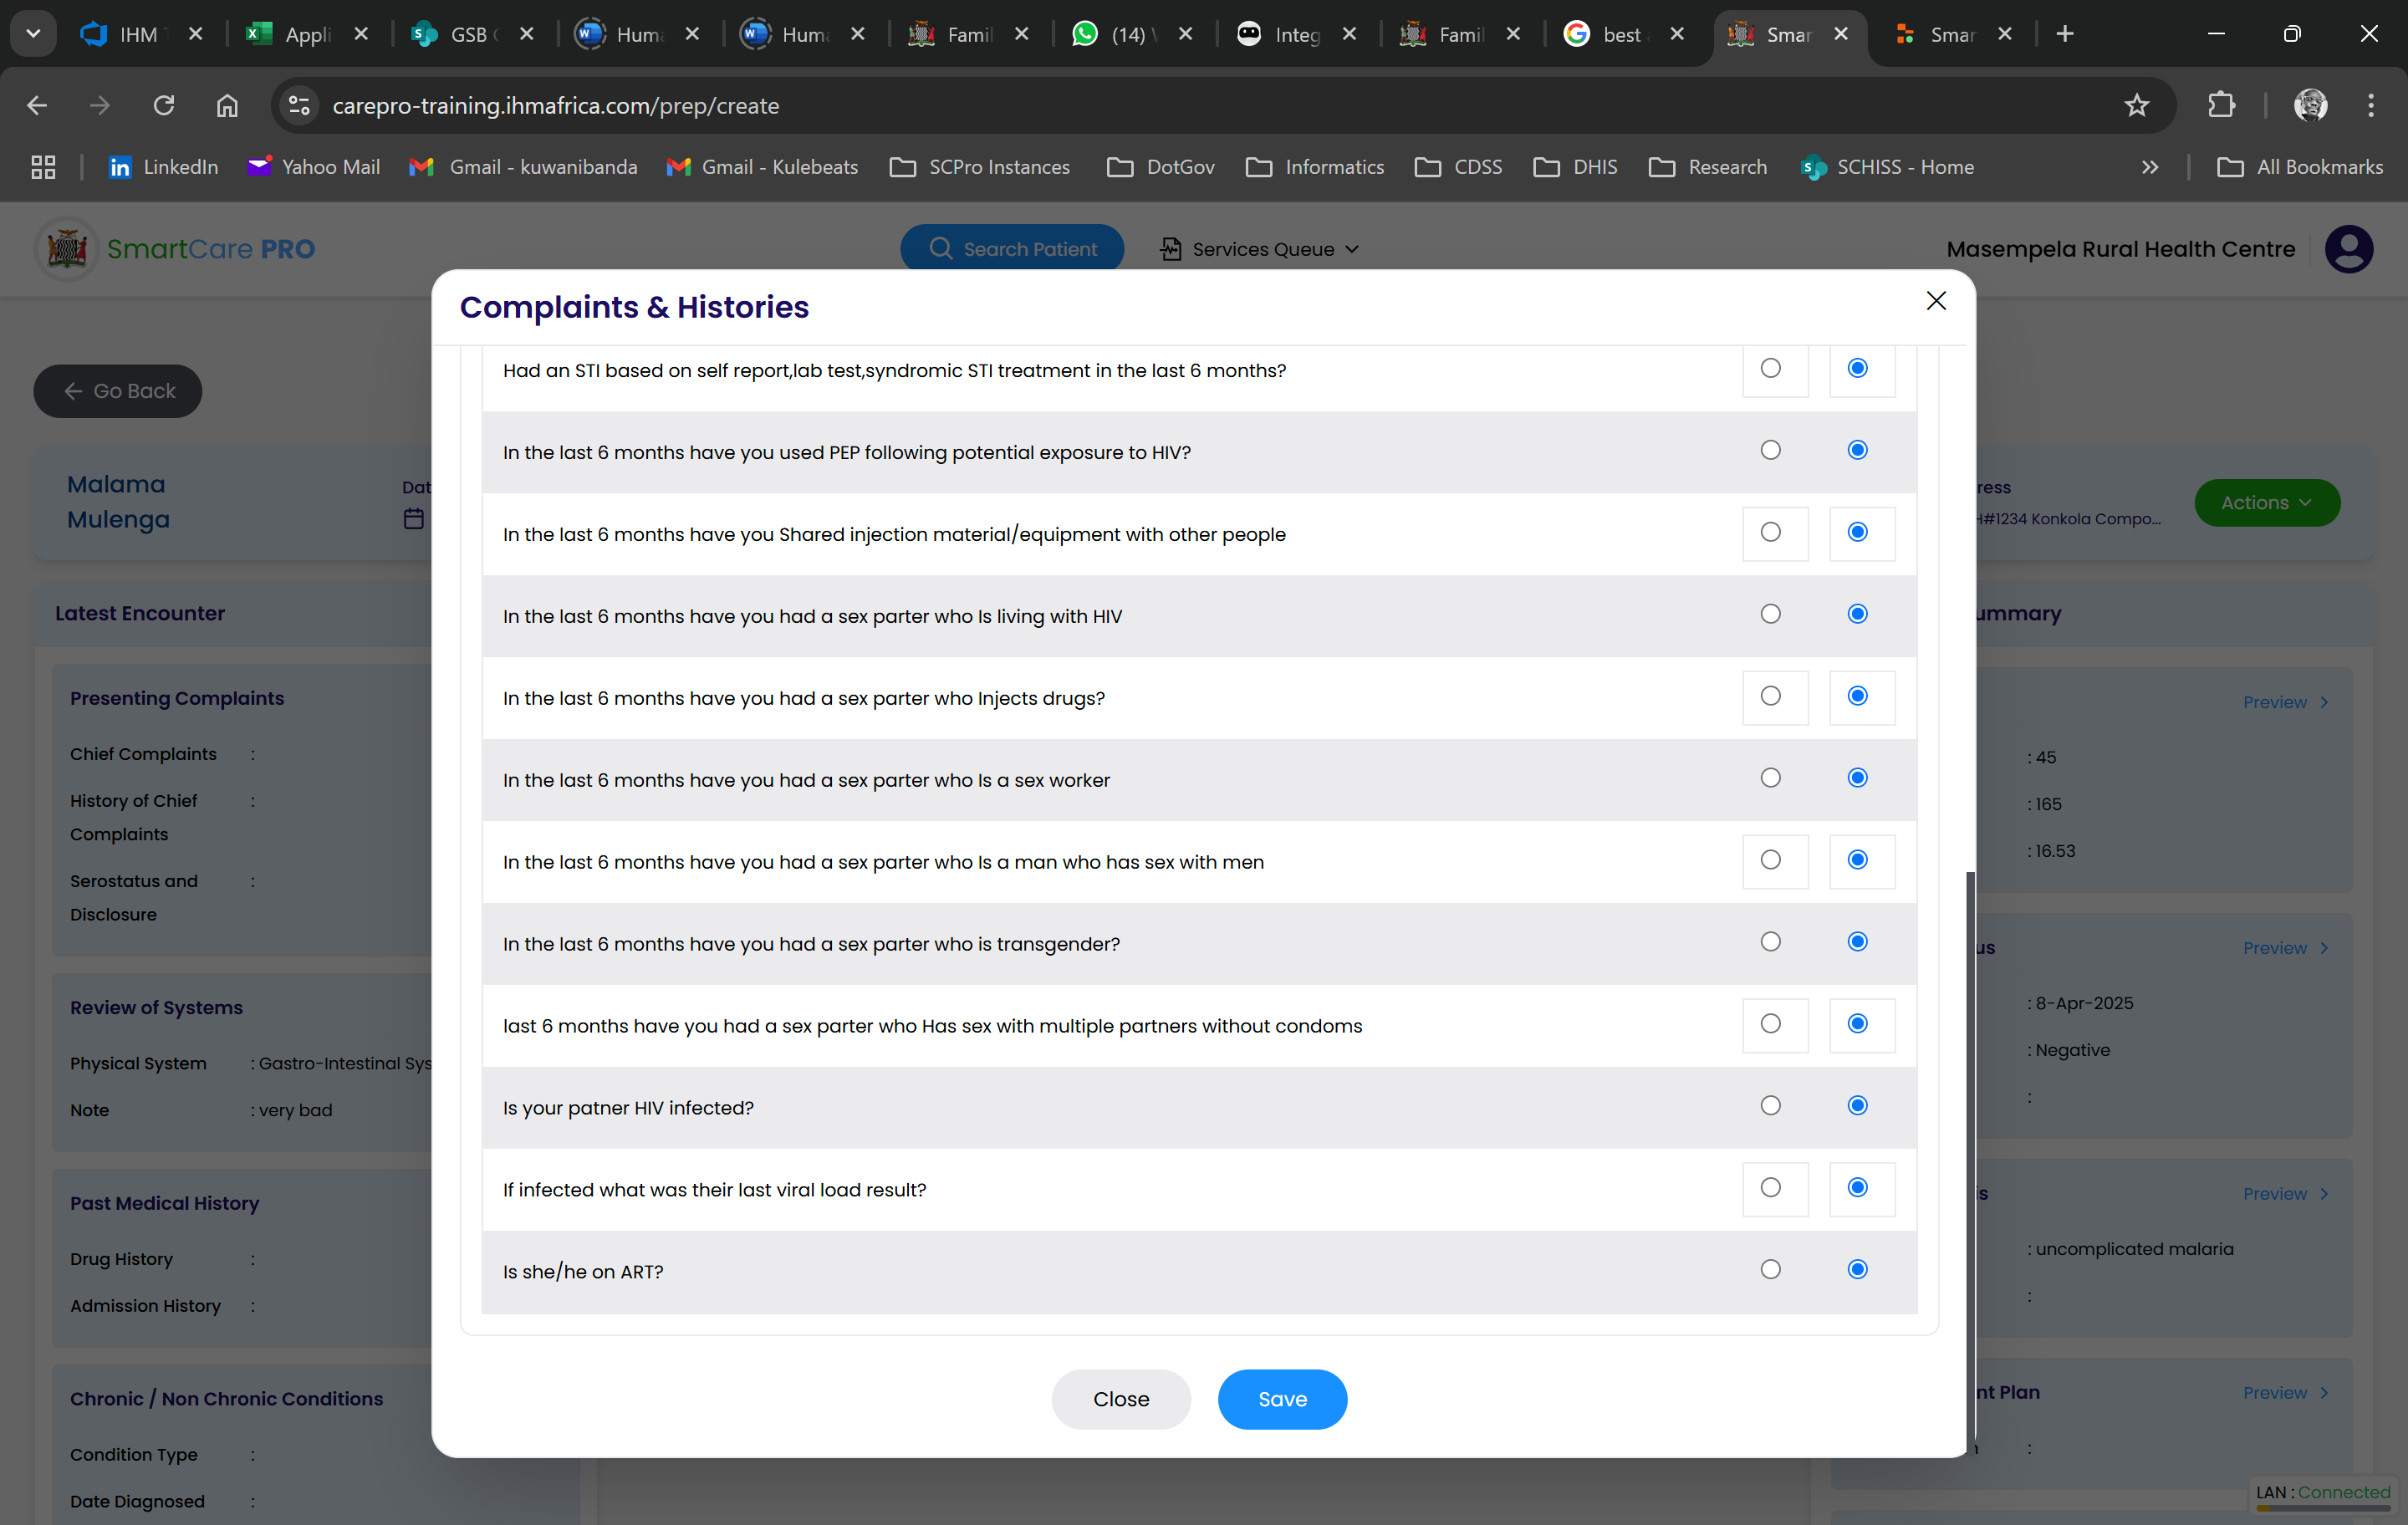 IHM
Appli
GSB
Huma
Huma
Famil
(14)
Integ
Famil
best
Smar
Smar
carepro-training.ihmafrica.com/prep/create
LinkedIn
Yahoo Mail
Gmail - kuwanibanda
Gmail - Kulebeats
SCPro Instances
DotGov
Informatics
CDSS
DHIS
Research
SCHISS - Home
All Bookmarks
SmartCare PRO
Search Patient
Services Queue
Masempela Rural Health Centre
Complaints & Histories
Go Back
Malama
Mulenga
Dat
ress
H#1234 Konkola Compo...
Actions
Latest Encounter
Presenting Complaints
Chief Complaints :
History of Chief :
Complaints
Serostatus and :
Disclosure
Review of Systems
Physical System : Gastro-Intestinal Sys
Note : very bad
Past Medical History
Drug History :
Admission History :
Chronic / Non Chronic Conditions
Condition Type :
Date Diagnosed :
Had an STI based on self report,lab test,syndromic STI treatment in the last 6 months?
In the last 6 months have you used PEP following potential exposure to HIV?
In the last 6 months have you Shared injection material/equipment with other people
In the last 6 months have you had a sex parter who Is living with HIV
In the last 6 months have you had a sex parter who Injects drugs?
In the last 6 months have you had a sex parter who Is a sex worker
In the last 6 months have you had a sex parter who Is a man who has sex with men
In the last 6 months have you had a sex parter who is transgender?
last 6 months have you had a sex parter who Has sex with multiple partners without condoms
Is your patner HIV infected?
If infected what was their last viral load result?
Is she/he on ART?
Close
Save
ummary
Preview
: 45
: 165
: 16.53
us
Preview
: 8-Apr-2025
: Negative
:
is
Preview
: uncomplicated malaria
:
nt Plan
Preview
:
LAN : Connected